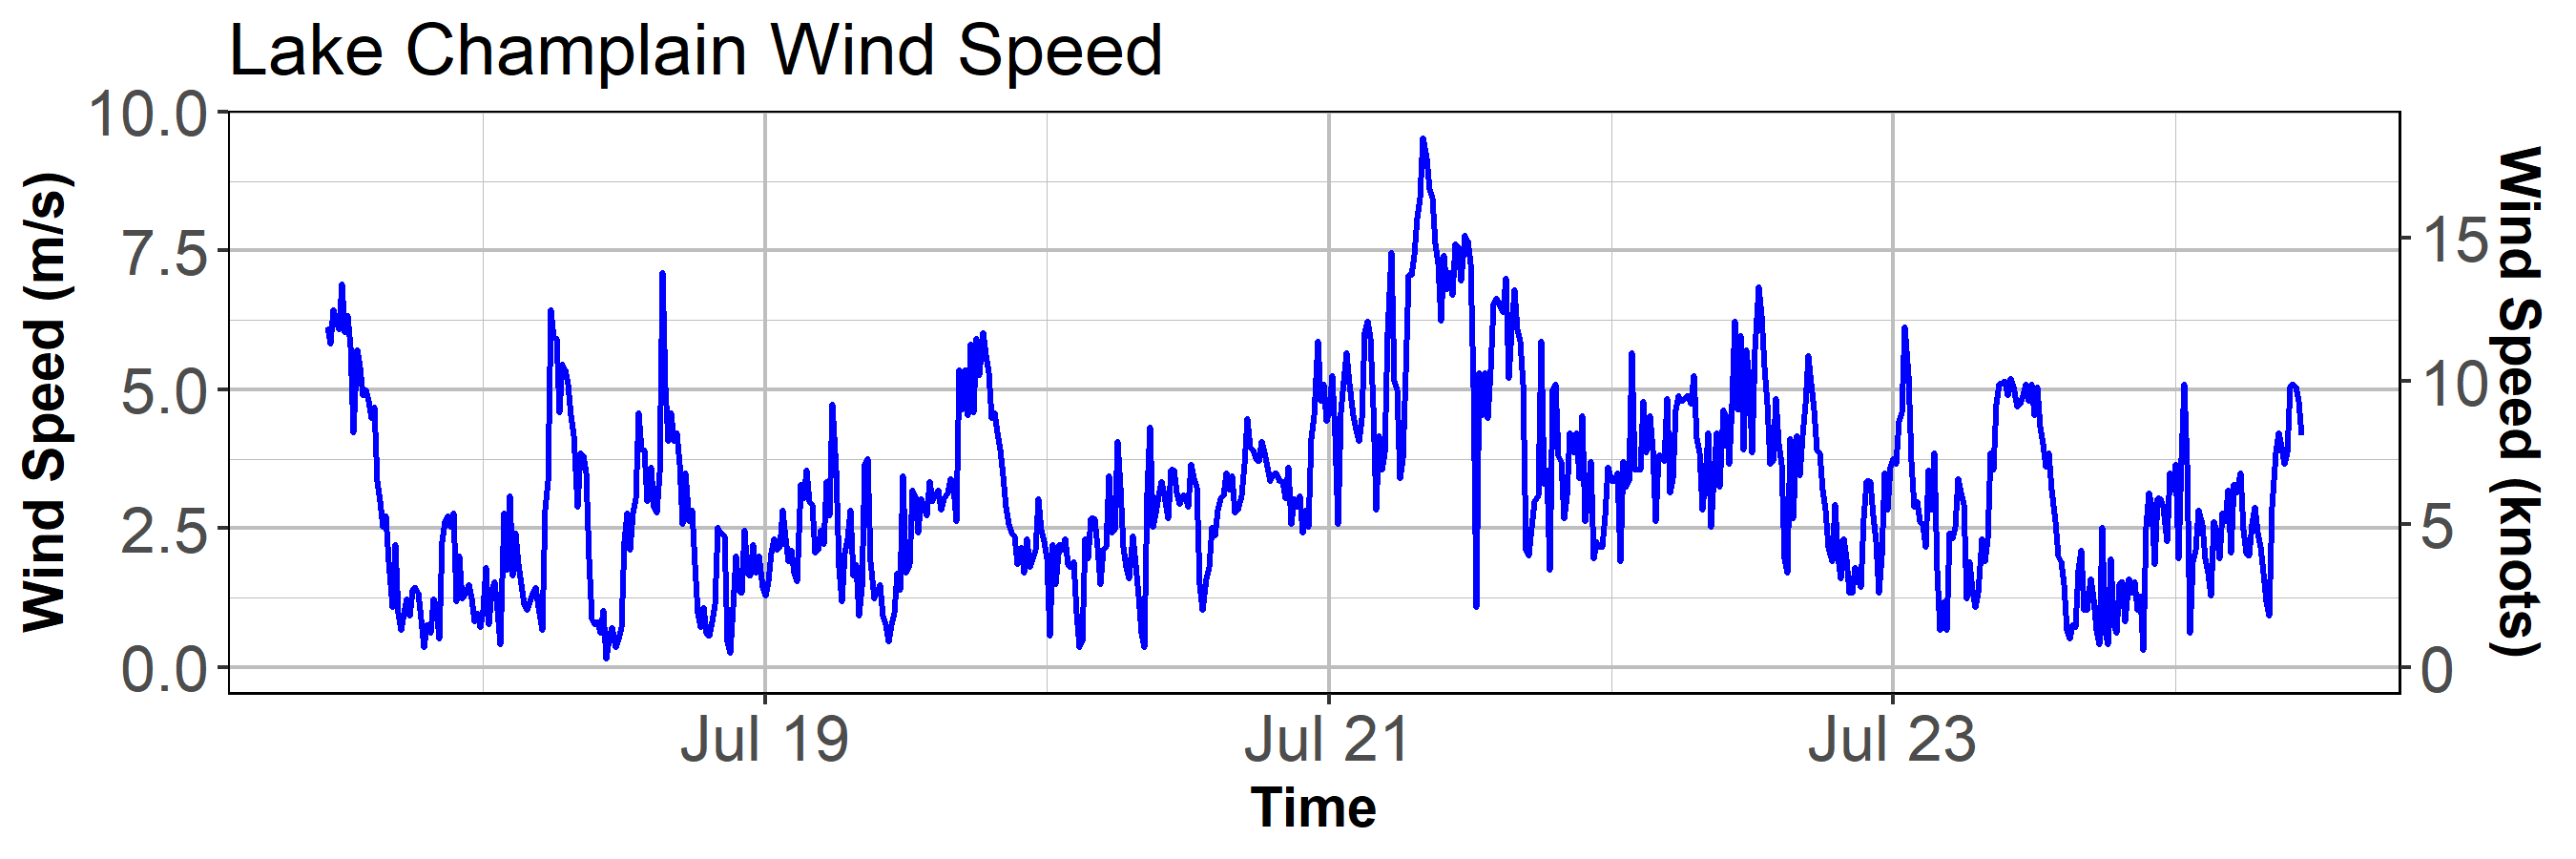 Lake Champlain Wind Speed
10.0
7.5
5.0
2.5
0.0
Wind Speed (m/s)
15
10
5
0
Wind Speed (knots)
Jul 19
Jul 21
Jul 23
Time